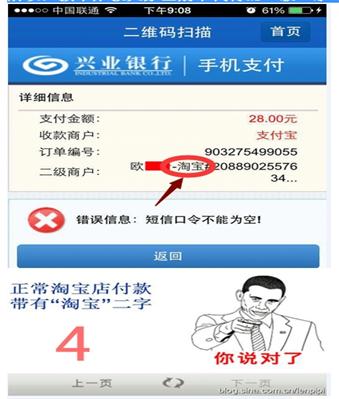 中国联通
下午9:08
61%
二维码扫描
首页
兴业银行
INDUSTRIAL BANK CO.,LTD.
手机支付
详细信息
支付金额:
28.00元
收款商户:
支付宝
订单编号:
903275499055
二级商户:
欧
-淘宝#20889025576
34...
错误信息：短信口令不能为空!
返回
正常淘宝店付款
带有“淘宝”二字
4
你说对了
上一页
下一页
blog.sina.com.cn/lenpipi